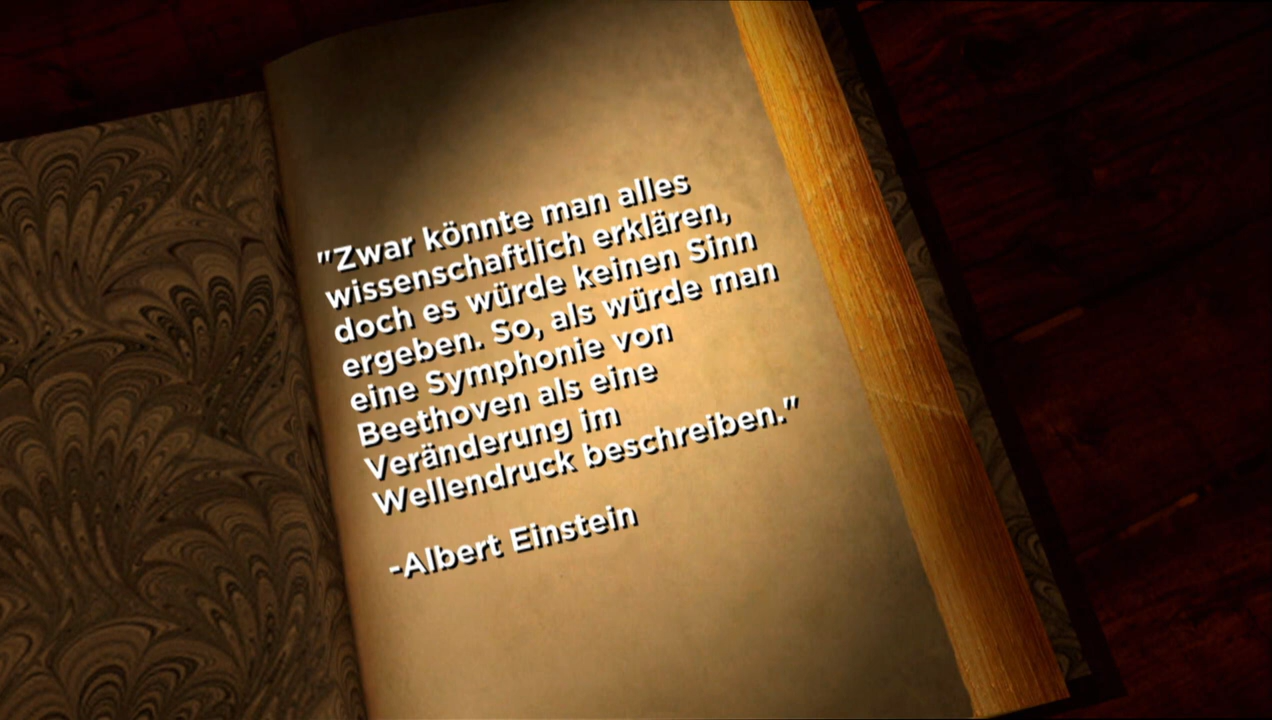 "Zwar könnte man alles
wissenschaftlich erklären,
doch es würde keinen Sinn
ergeben. So, als würde man
eine Symphonie von
Beethoven als eine
Veränderung im
Wellendruck beschreiben."
-Albert Einstein